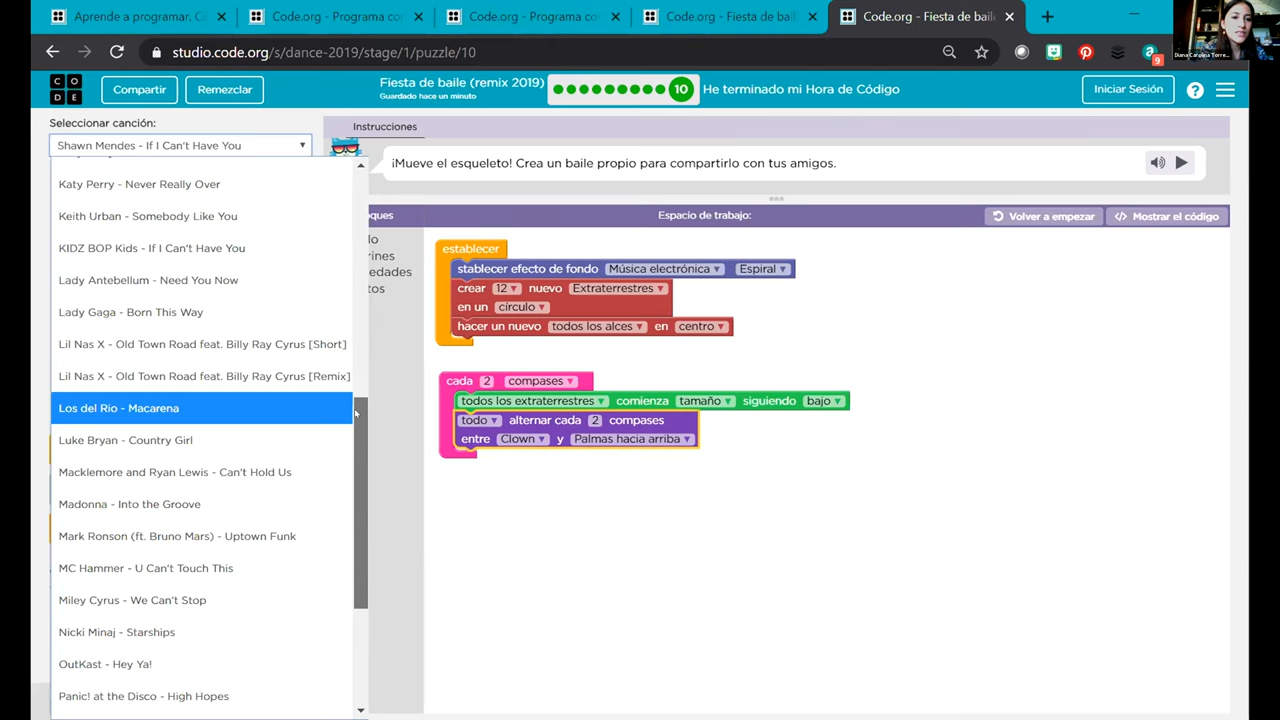 Aprende a programar. C
Code.org - Programa co
Code.org - Programa co
Code.org - Fiesta de bail
Code.org - Fiesta de baile
studio.code.org/s/dance-2019/stage/1/puzzle/10
9
Diana Carolina Torre...
C O
D E
Compartir
Remezclar
Fiesta de baile (remix 2019)
Guardado hace un minuto
10
He terminado mi Hora de Código
Iniciar Sesión
?
Seleccionar canción:
Shawn Mendes - If I Can't Have You
Katy Perry - Never Really Over
Keith Urban - Somebody Like You
KIDZ BOP Kids - If I Can't Have You
Lady Antebellum - Need You Now
Lady Gaga - Born This Way
Lil Nas X - Old Town Road feat. Billy Ray Cyrus [Short]
Lil Nas X - Old Town Road feat. Billy Ray Cyrus [Remix]
Los del Rio - Macarena
Luke Bryan - Country Girl
Macklemore and Ryan Lewis - Can't Hold Us
Madonna - Into the Groove
Mark Ronson (ft. Bruno Mars) - Uptown Funk
MC Hammer - U Can't Touch This
Miley Cyrus - We Can't Stop
Nicki Minaj - Starships
OutKast - Hey Ya!
Panic! at the Disco - High Hopes
Instrucciones
¡Mueve el esqueleto! Crea un baile propio para compartirlo con tus amigos.
ques
Espacio de trabajo:
Volver a empezar
</> Mostrar el código
lo
rines
edades
tos
establecer
stablecer efecto de fondo Música electrónica Espiral
crear 12 nuevo Extraterrestres
en un círculo
hacer un nuevo todos los alces en centro
cada 2 compases
todos los extraterrestres comienza tamaño siguiendo bajo
todo alternar cada 2 compases
entre Clown y Palmas hacia arriba